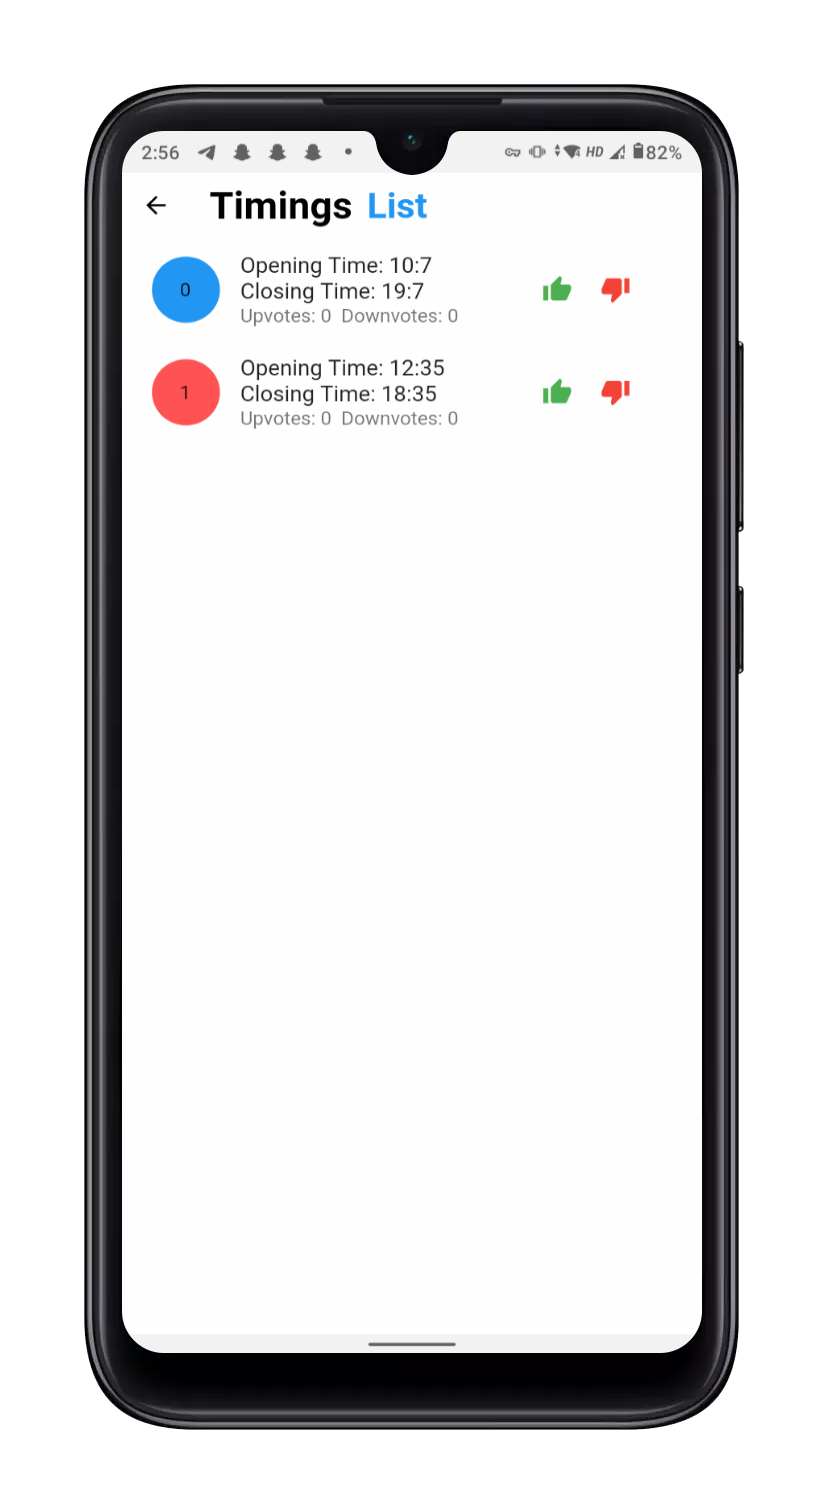 2:56 HD 82%
Timings List
0
Opening Time: 10:7
Closing Time: 19:7
Upvotes: 0 Downvotes: 0
1
Opening Time: 12:35
Closing Time: 18:35
Upvotes: 0 Downvotes: 0